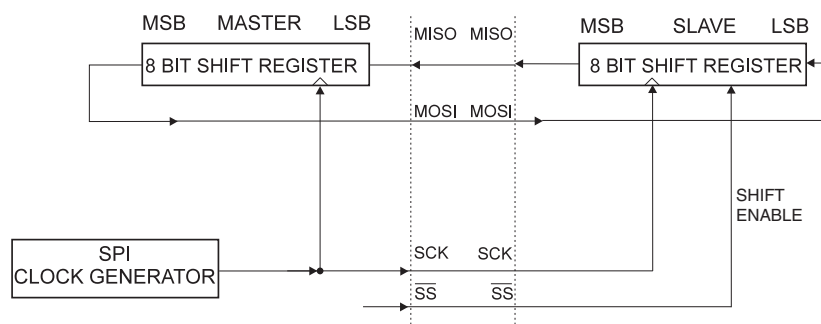 MSB MASTER LSB
MISO MISO
MSB SLAVE LSB
8 BIT SHIFT REGISTER
8 BIT SHIFT REGISTER
MOSI MOSI
SHIFT
ENABLE
SPI
CLOCK GENERATOR
SCK SCK
SS SS